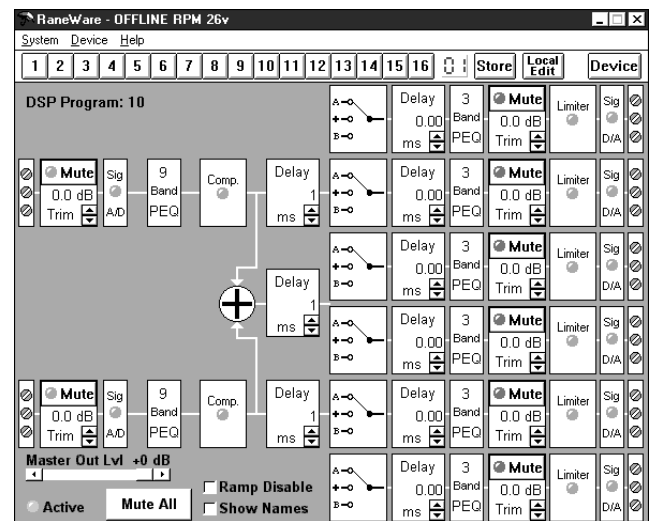 RaneWare - OFFLINE RPM 26v
System Device Help
1 2 3 4 5 6 7 8 9 10 11 12 13 14 15 16 01 Store Local Edit Device
DSP Program: 10
A
+
B
Delay
0.00
ms
3
Band
PEQ
Mute
0.0 dB
Trim
Limiter
Sig
D/A
Mute
0.0 dB
Trim
Sig
A/D
9
Band
PEQ
Comp.
Delay
1
ms
A
+
B
Delay
0.00
ms
3
Band
PEQ
Mute
0.0 dB
Trim
Limiter
Sig
D/A
A
+
B
Delay
0.00
ms
3
Band
PEQ
Mute
0.0 dB
Trim
Limiter
Sig
D/A
+
Delay
1
ms
A
+
B
Delay
0.00
ms
3
Band
PEQ
Mute
0.0 dB
Trim
Limiter
Sig
D/A
Mute
0.0 dB
Trim
Sig
A/D
9
Band
PEQ
Comp.
Delay
1
ms
A
+
B
Delay
0.00
ms
3
Band
PEQ
Mute
0.0 dB
Trim
Limiter
Sig
D/A
Master Out Lvl +0 dB
Active
Mute All
Ramp Disable
Show Names
A
+
B
Delay
0.00
ms
3
Band
PEQ
Mute
0.0 dB
Trim
Limiter
Sig
D/A